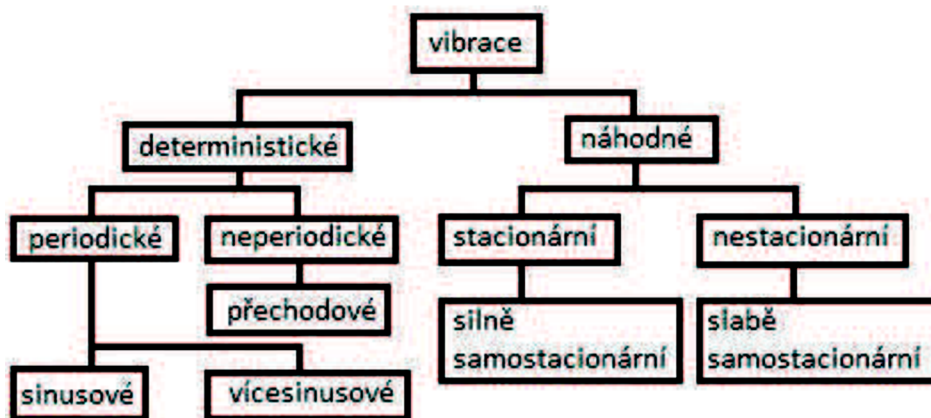 vibrace
deterministické
náhodné
periodické
neperiodické
stacionární
nestacionární
přechodové
silně
samostacionární
slabě
samostacionární
sinusové
vícesinusové